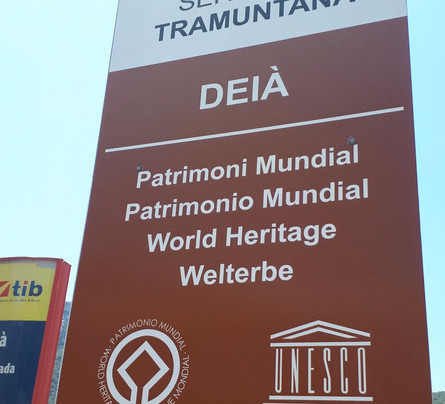 TRAMUNTANA
DEIÀ
Patrimoni Mundial
Patrimonio Mundial
World Heritage
Welterbe
tib
WORLD HERITAGE · PATRIMONIO MUNDIAL ·
UNESCO